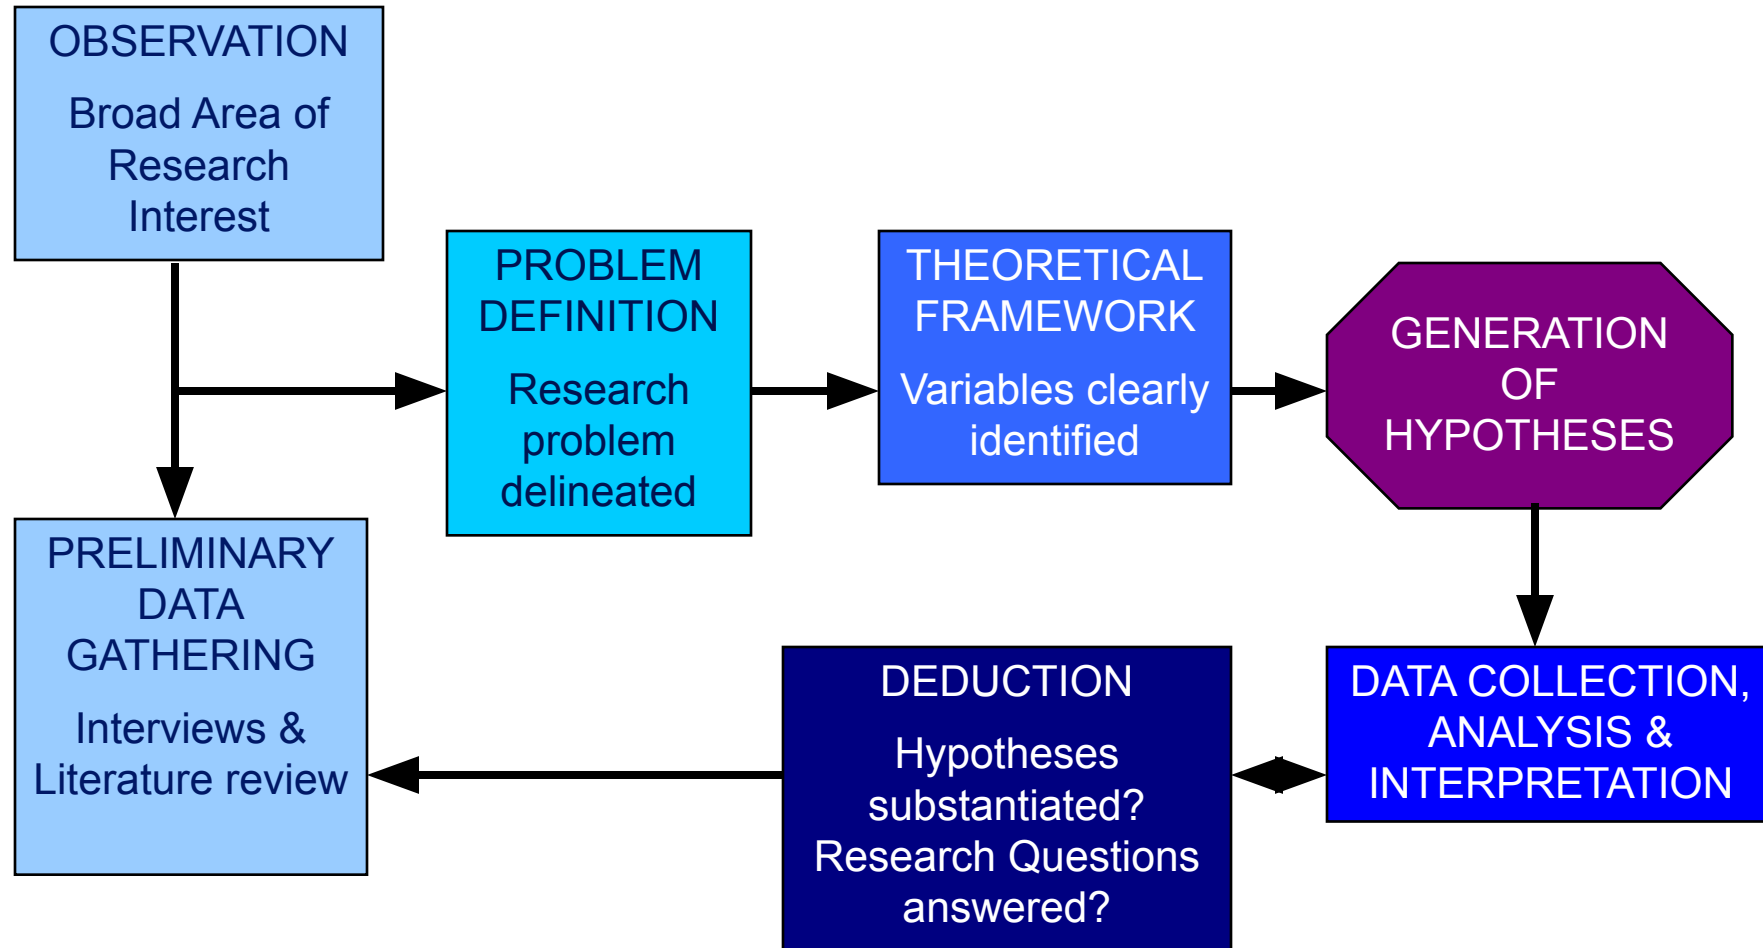 OBSERVATION
Broad Area of
Research
Interest
PROBLEM
DEFINITION
Research
problem
delineated
THEORETICAL
FRAMEWORK
Variables clearly
identified
GENERATION
OF
HYPOTHESES
PRELIMINARY
DATA
GATHERING
Interviews &
Literature review
DEDUCTION
Hypotheses
substantiated?
Research Questions
answered?
DATA COLLECTION,
ANALYSIS &
INTERPRETATION